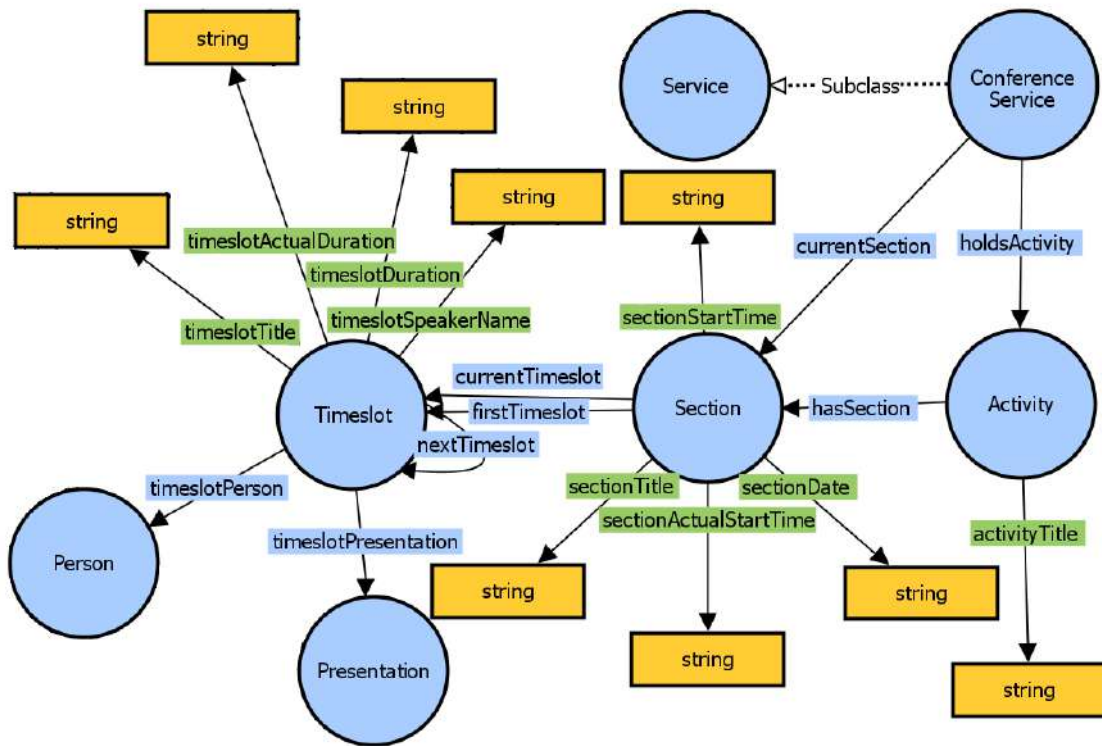 string
Service
Subclass
Conference
Service
string
string
string
string
string
timeslotActualDuration
currentSection
holdsActivity
timeslotDuration
timeslotSpeakerName
sectionStartTime
timeslotTitle
currentTimeslot
Timeslot
firstTimeslot
Section
hasSection
Activity
nextTimeslot
timeslotPerson
sectionTitle
sectionDate
sectionActualStartTime
timeslotPresentation
activityTitle
Person
string
string
string
Presentation
string